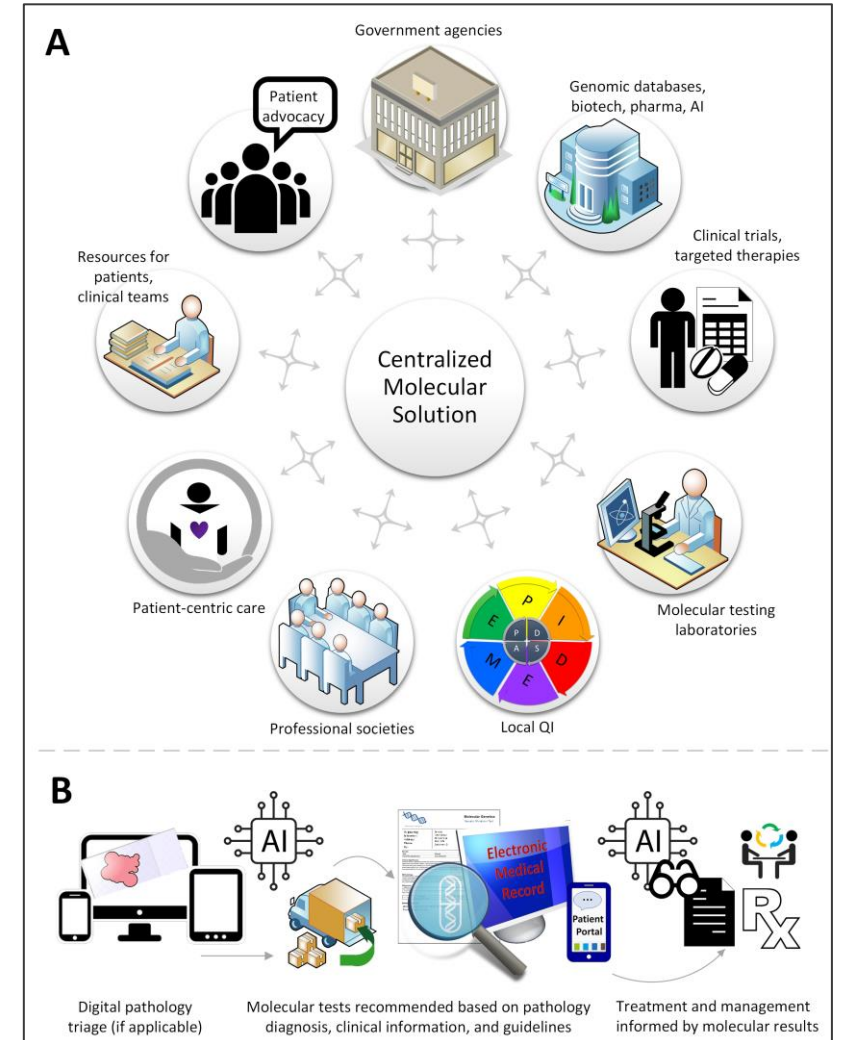 A
Government agencies
Patient
advocacy
Genomic databases,
biotech, pharma, AI
Resources for
patients,
clinical teams
Clinical trials,
targeted therapies
Centralized
Molecular
Solution
Patient-centric care
Molecular testing
laboratories
Professional societies
P
I
D
E
M
E
P D
A S
Local QI
B
AI
Molecular Genetics
Electronic
Medical
Record
Patient
Portal
AI
Rx
Digital pathology
triage (if applicable)
Molecular tests recommended based on pathology
diagnosis, clinical information, and guidelines
Treatment and management
informed by molecular results